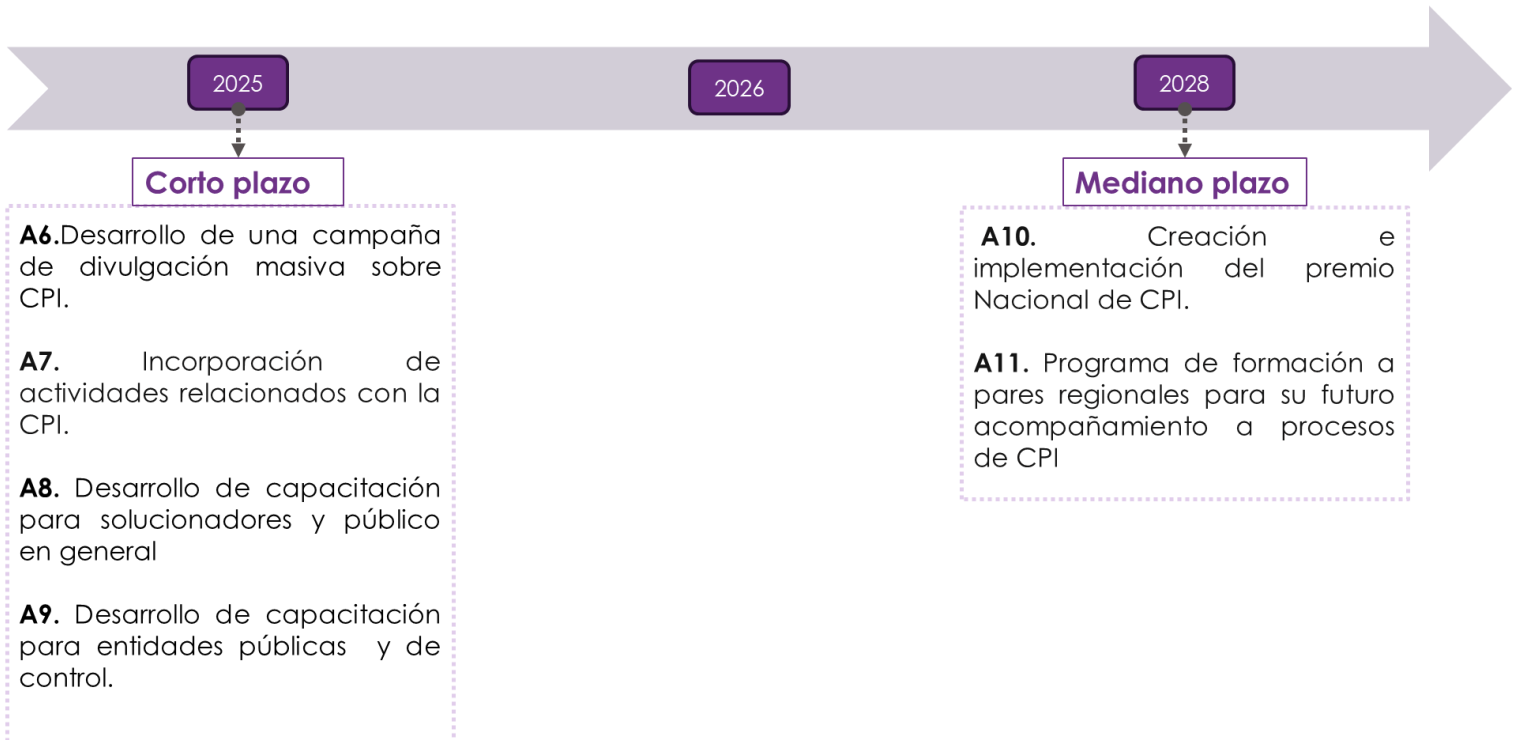 2025
2026
2028
Corto plazo
A6.Desarrollo de una campaña
de divulgación masiva sobre
CPI.
A7. Incorporación de
actividades relacionados con la
CPI.
A8. Desarrollo de capacitación
para solucionadores y público
en general
A9. Desarrollo de capacitación
para entidades públicas y de
control.
Mediano plazo
A10. Creación e
implementación del premio
Nacional de CPI.
A11. Programa de formación a
pares regionales para su futuro
acompañamiento a procesos
de CPI